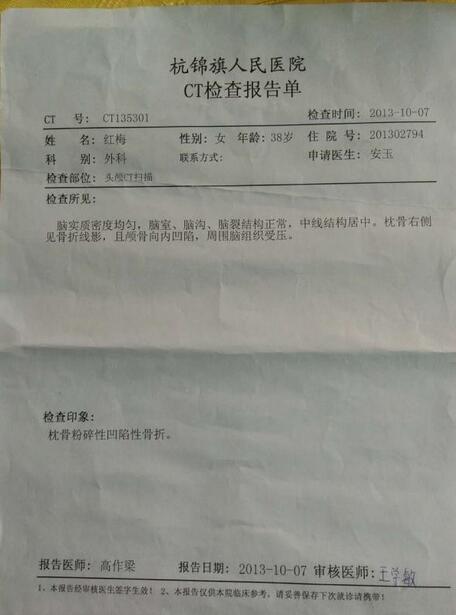 杭锦旗人民医院
CT检查报告单
CT 号: CT135301 检查时间: 2013-10-07
姓 名: 红梅 性别: 女 年龄: 38岁 住 院 号: 201302794
科 别: 外科 联系方式: 申请医生: 安玉
检查部位: 头颅CT扫描
检查所见:
脑实质密度均匀, 脑室、脑沟、脑裂结构正常, 中线结构居中。枕骨右侧
见骨折线影, 且颅骨向内凹陷, 周围脑组织受压。
检查印象:
枕骨粉碎性凹陷性骨折。
报告医师: 高作梁 报告日期: 2013-10-07 审核医师: 王学敏
1、本报告经审核医生签字生效! 2、本报告仅供本院临床参考, 请妥善保存下次就诊请携带!